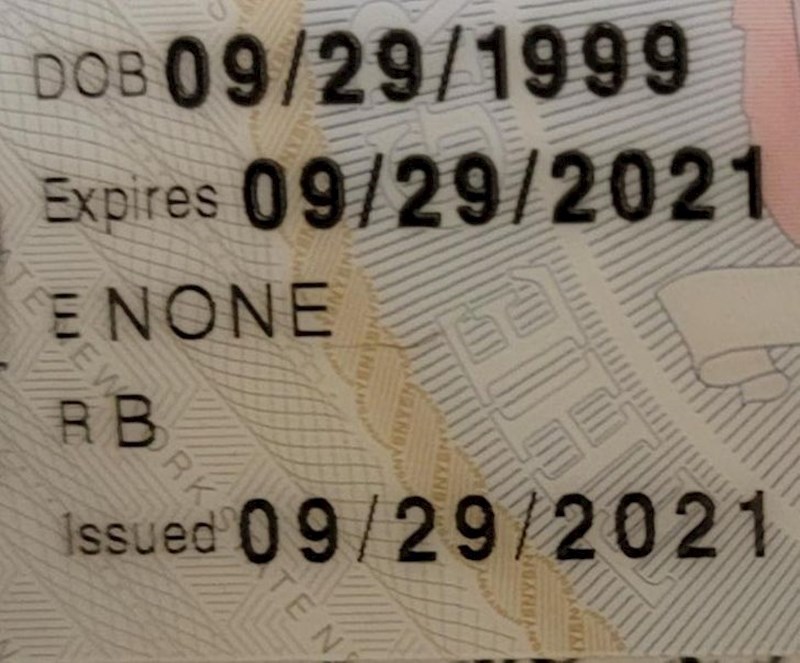 DOB 09/29/1999
Expires 09/29/2021
E NONE
R B
Issued 09/29/2021